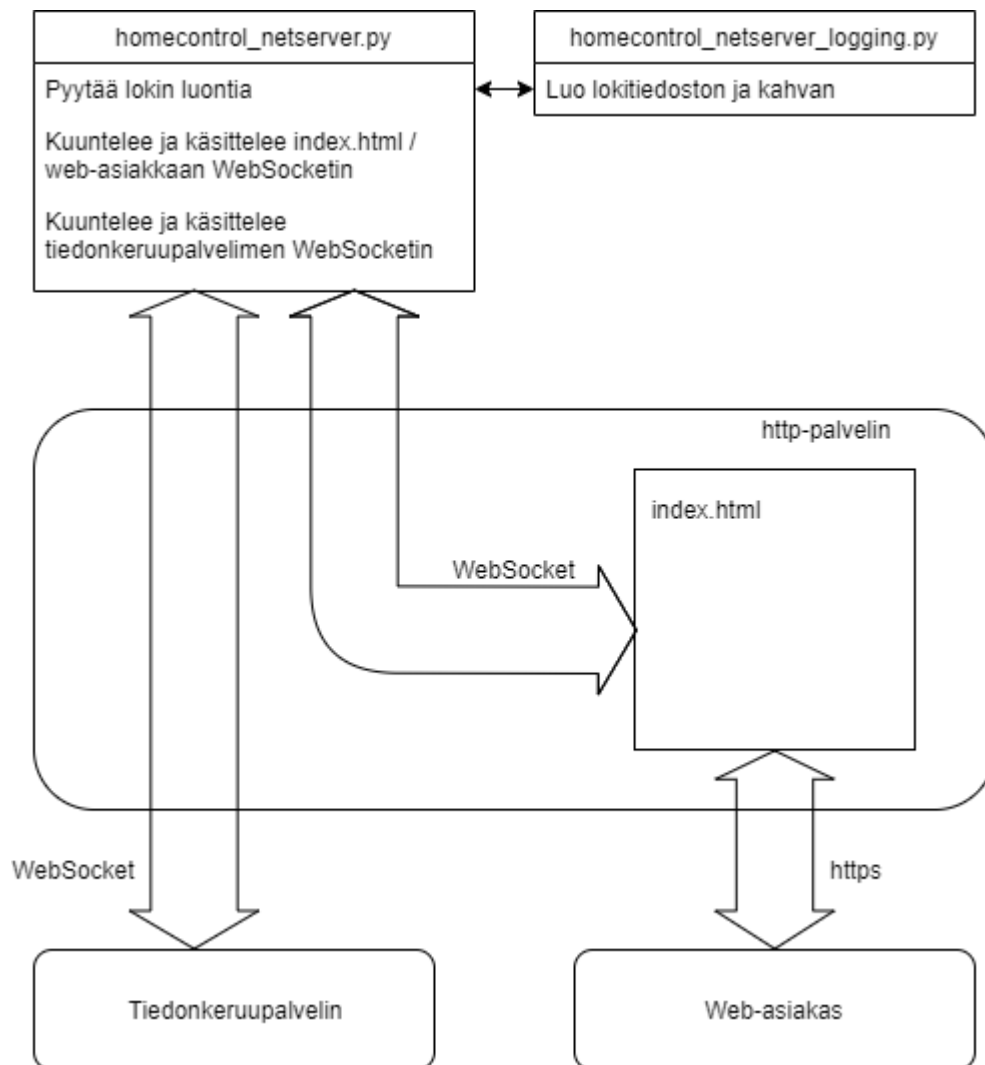 homecontrol_netserver.py
Pyytää lokin luontia
Kuuntelee ja käsittelee index.html /
web-asiakkaan WebSocketin
Kuuntelee ja käsittelee
tiedonkeruupalvelimen WebSocketin
homecontrol_netserver_logging.py
Luo lokitiedoston ja kahvan
http-palvelin
index.html
WebSocket
WebSocket
https
Tiedonkeruupalvelin
Web-asiakas